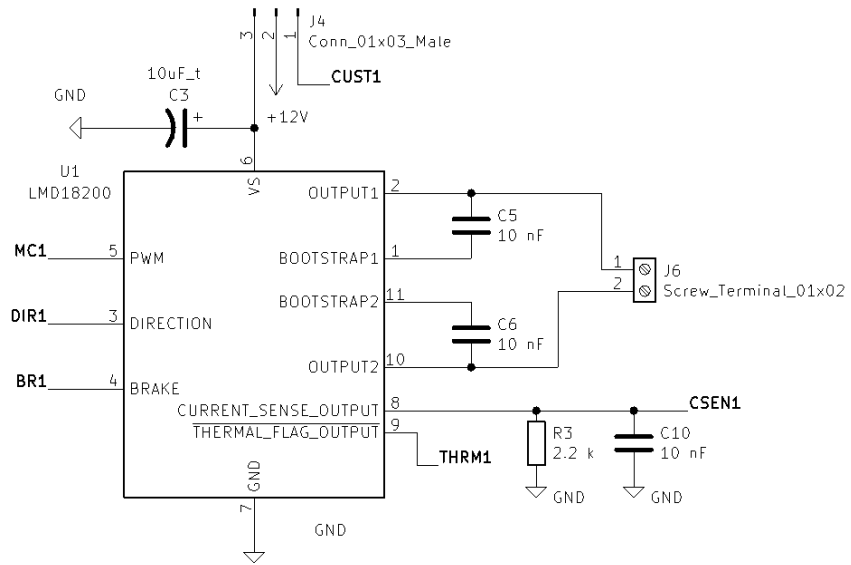 J4
Conn_01x03_Male
3
2
1
CUST1
10uF_t
C3
GND
+
+12V
U1
LMD18200
6
VS
OUTPUT1
2
C5
10 nF
MC1
5
PWM
BOOTSTRAP1
1
1
2
J6
Screw_Terminal_01x02
BOOTSTRAP2
11
DIR1
3
DIRECTION
C6
10 nF
OUTPUT2
10
BR1
4
BRAKE
CURRENT_SENSE_OUTPUT
8
CSEN1
THERMAL_FLAG_OUTPUT
9
THRM1
R3
2.2 k
C10
10 nF
GND
GND
GND
7
GND